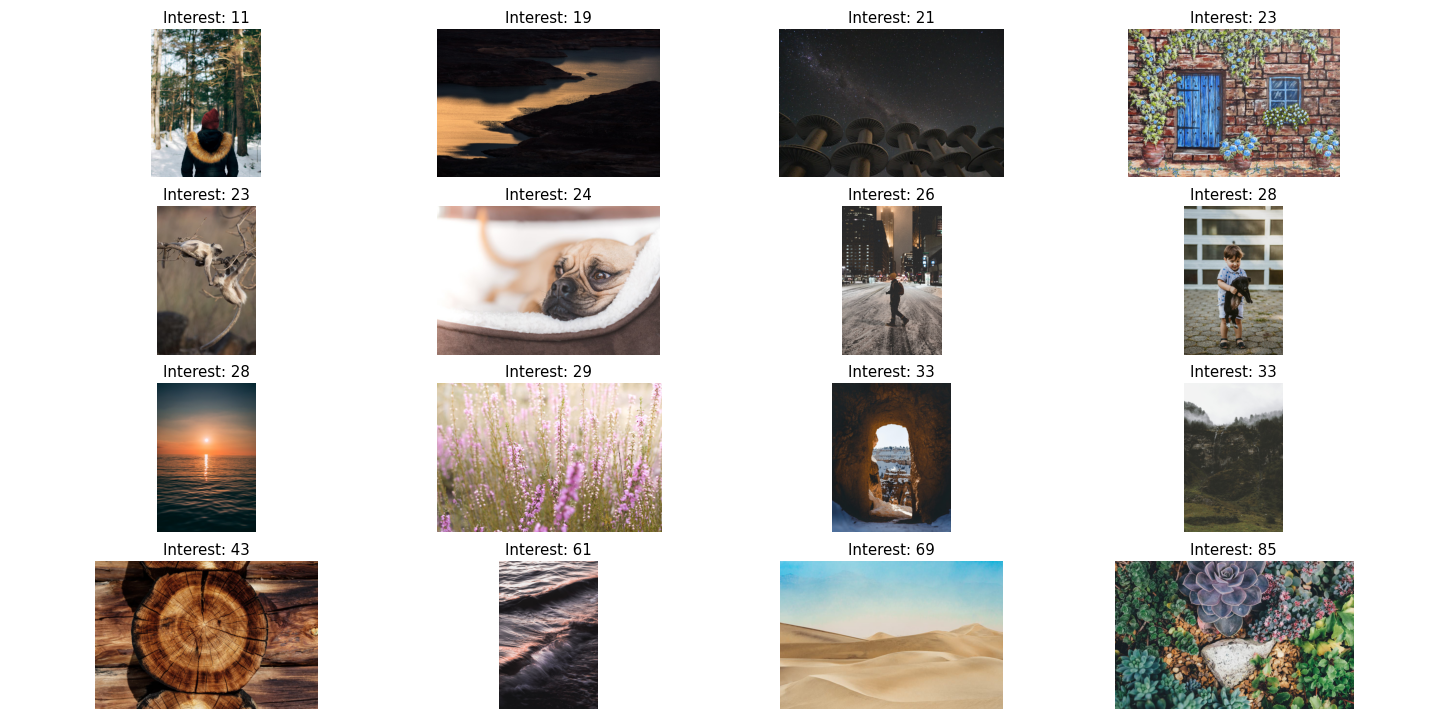 Interest: 11
Interest: 19
Interest: 21
Interest: 23
Interest: 23
Interest: 24
Interest: 26
Interest: 28
Interest: 28
Interest: 29
Interest: 33
Interest: 33
Interest: 43
Interest: 61
Interest: 69
Interest: 85